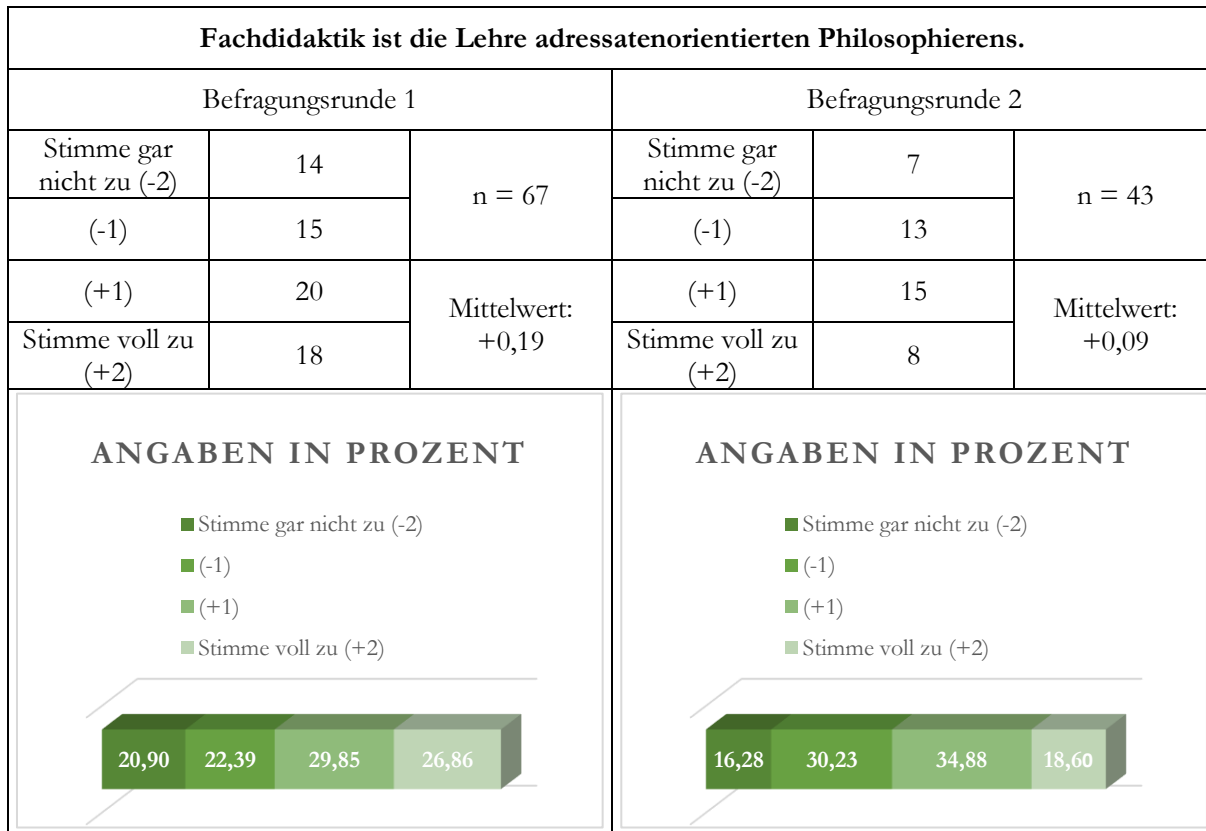 Fachdidaktik ist die Lehre adressatenorientierten Philosophierens.
Befragungsrunde 1
Befragungsrunde 2
Stimme gar
nicht zu (-2)
14
n = 67
(-1)
15
(+1)
20
Mittelwert:
+0,19
Stimme voll zu
(+2)
18
Stimme gar
nicht zu (-2)
7
n = 43
(-1)
13
(+1)
15
Mittelwert:
+0,09
Stimme voll zu
(+2)
8
ANGABEN IN PROZENT
Stimme gar nicht zu (-2)
(-1)
(+1)
Stimme voll zu (+2)
20,90 22,39 29,85 26,86
ANGABEN IN PROZENT
Stimme gar nicht zu (-2)
(-1)
(+1)
Stimme voll zu (+2)
16,28 30,23 34,88 18,60